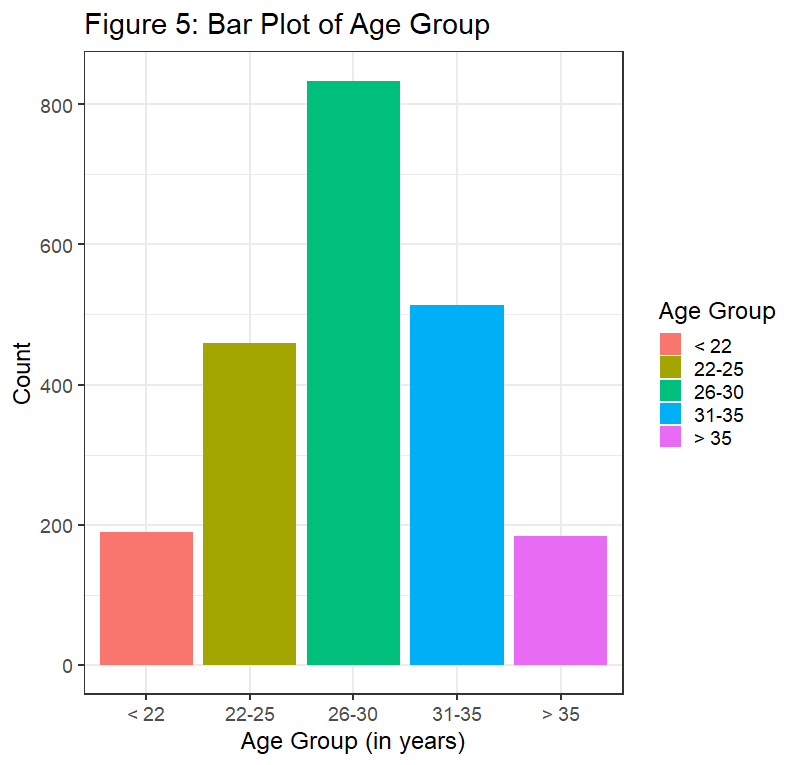 Figure 5: Bar Plot of Age Group
Count
800
600
400
200
0
< 22 22-25 26-30 31-35 > 35
Age Group (in years)
Age Group
< 22
22-25
26-30
31-35
> 35